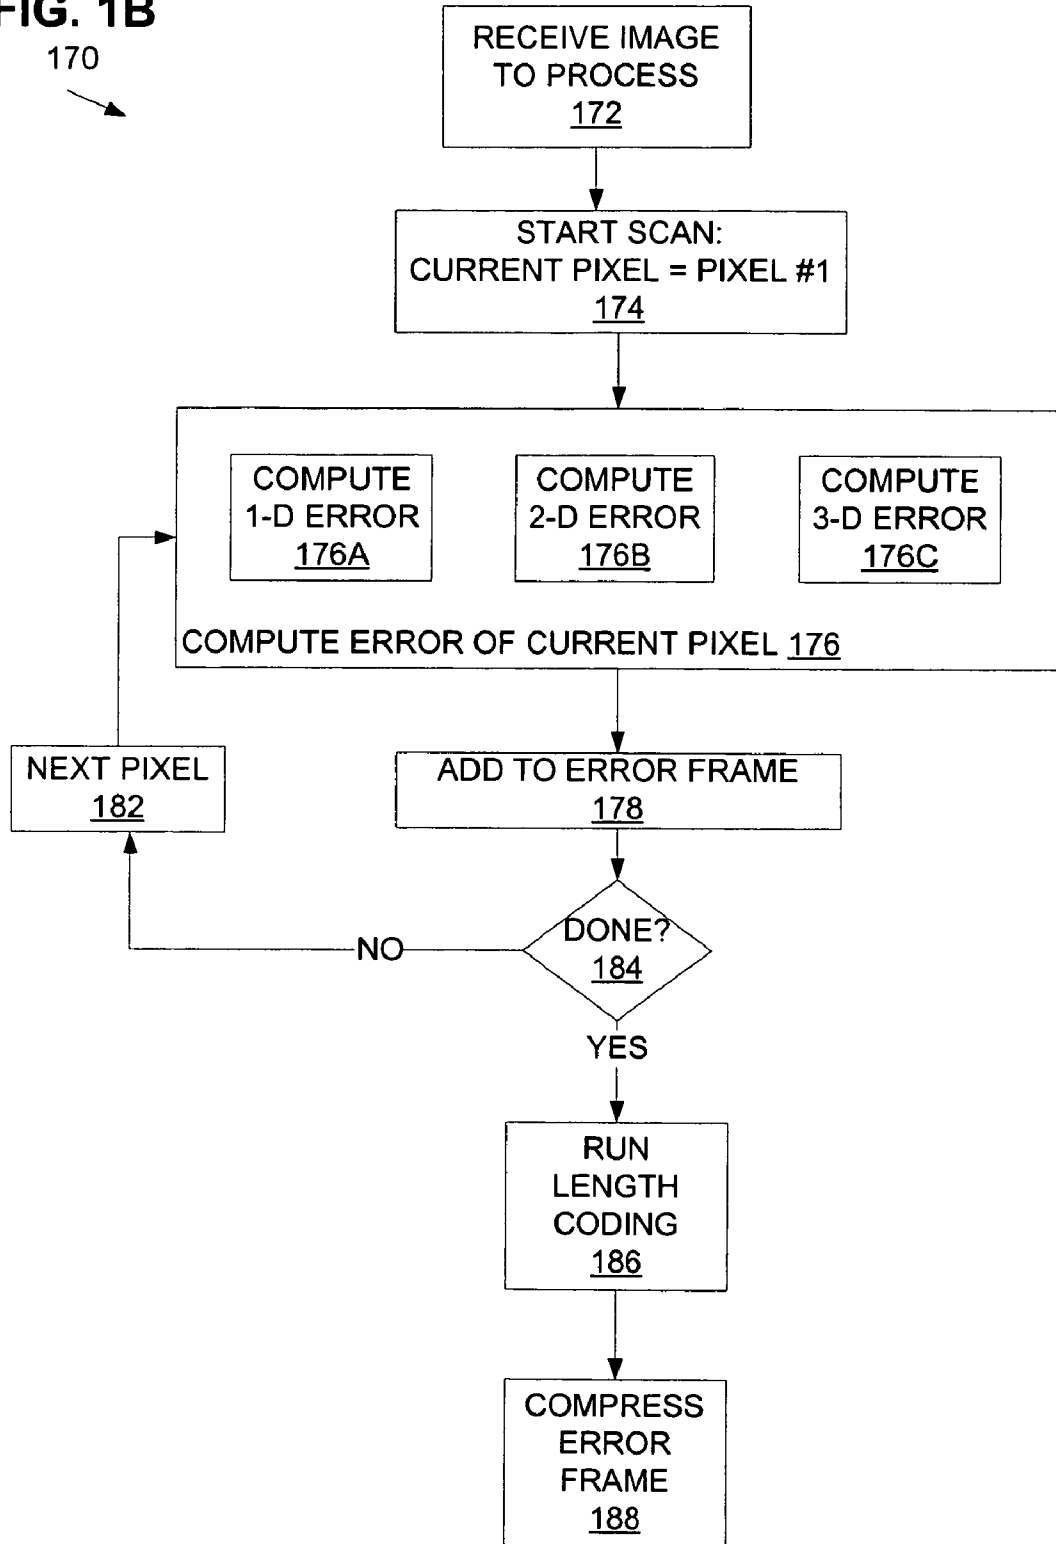 FIG. 1B
170
RECEIVE IMAGE
TO PROCESS
172
START SCAN:
CURRENT PIXEL = PIXEL #1
174
COMPUTE
1-D ERROR
176A
COMPUTE
2-D ERROR
176B
COMPUTE
3-D ERROR
176C
COMPUTE ERROR OF CURRENT PIXEL 176
NEXT PIXEL
182
ADD TO ERROR FRAME
178
DONE?
184
NO
YES
RUN
LENGTH
CODING
186
COMPRESS
ERROR
FRAME
188